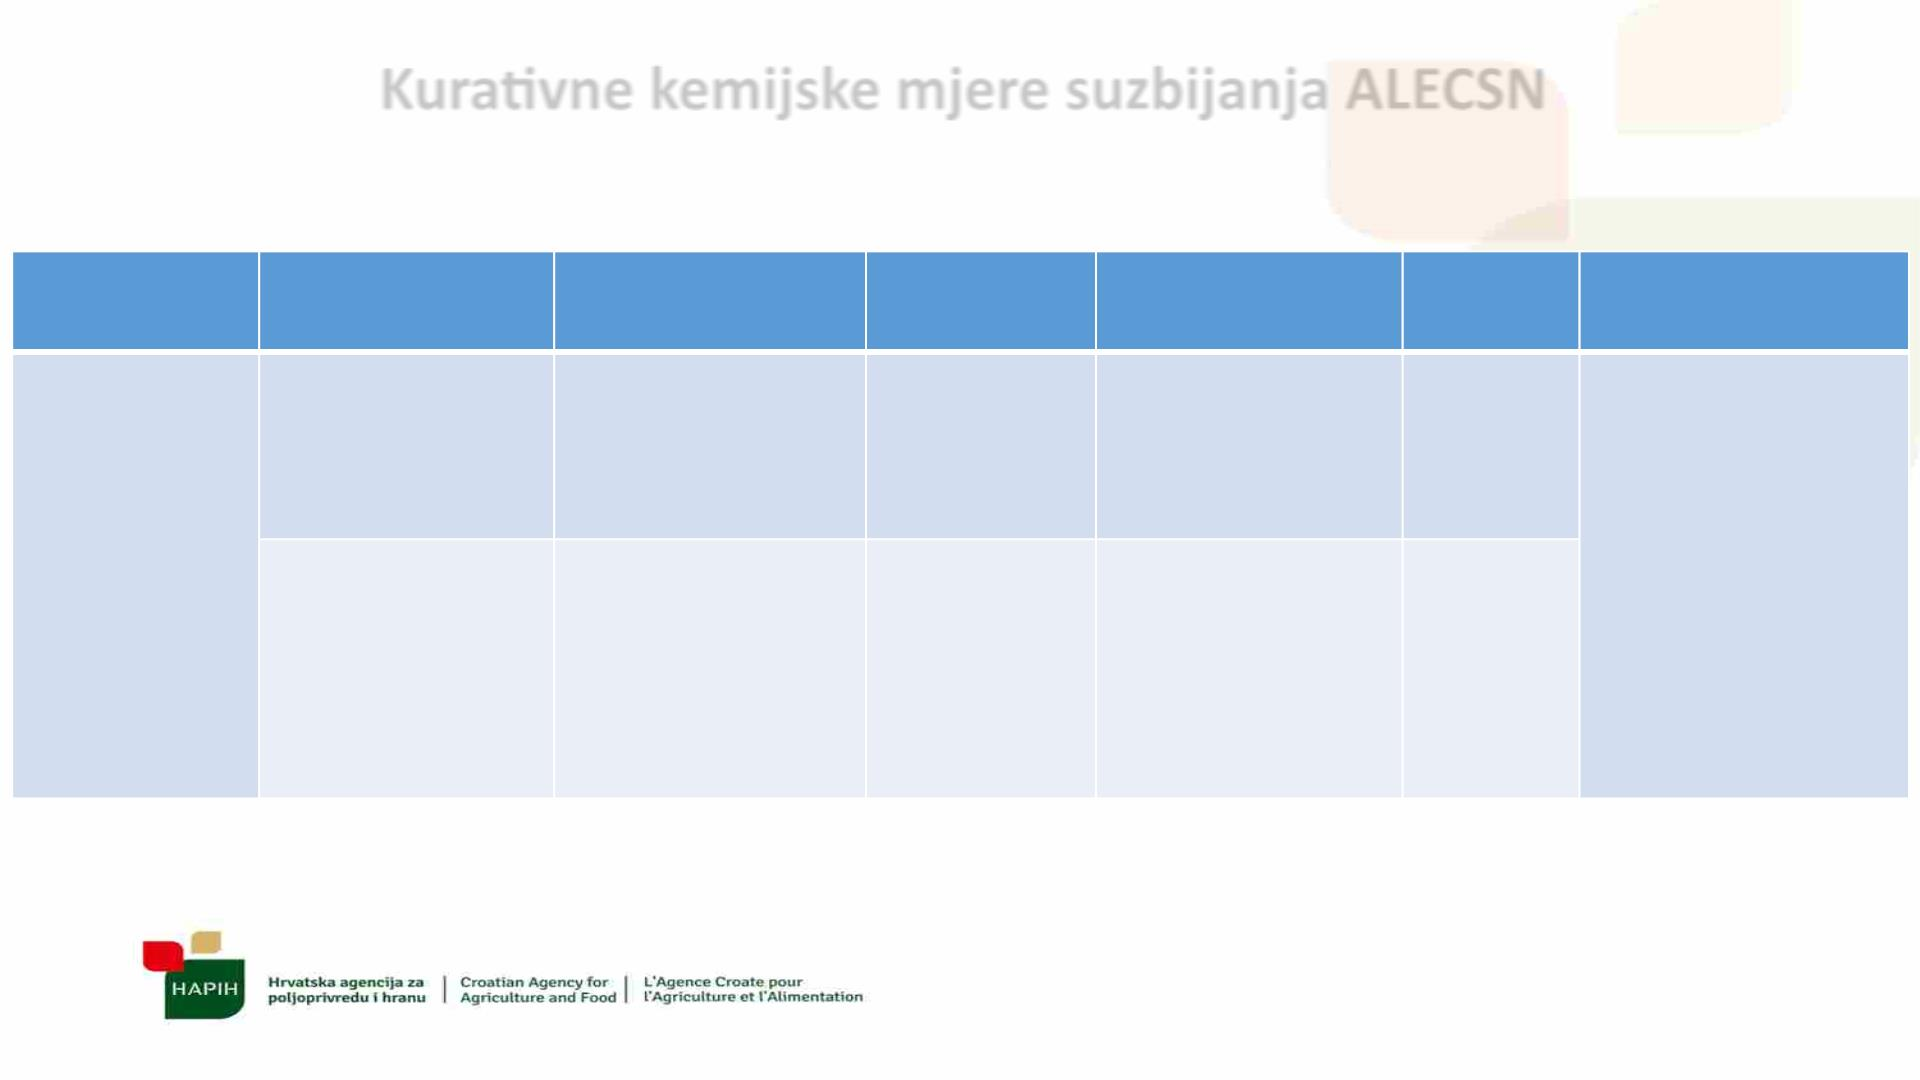 Kurativne kemijske mjere suzbijanja ALECSN
HAPIH
Hrvatska agencija za
poljoprivredu i hranu
Croatian Agency for
Agriculture and Food
L'Agence Croate pour
l'Agriculture et l'Alimentation